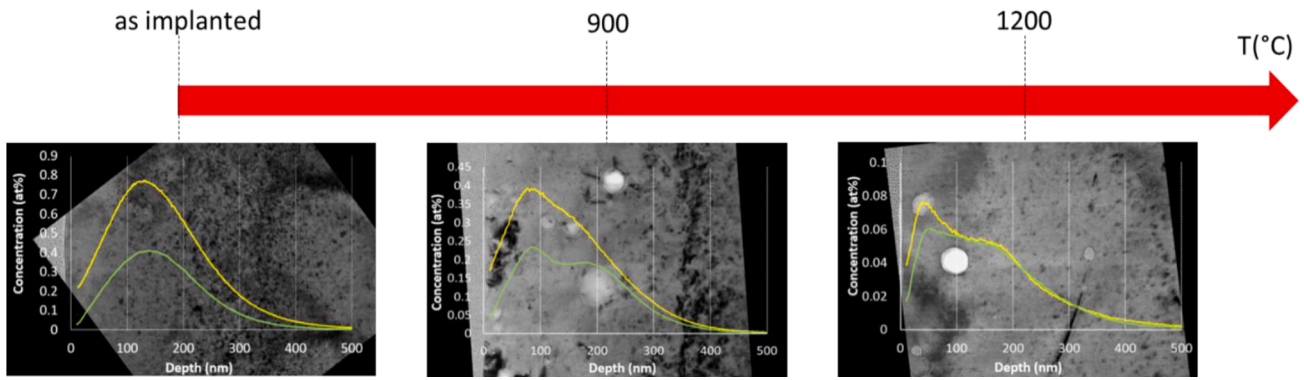 as implanted
900
1200
T(°C)
Concentration (at%)
0.9
0.8
0.7
0.6
0.5
0.4
0.3
0.2
0.1
0
0 100 200 300 400 500
Depth (nm)
Concentration (at%)
0.45
0.4
0.35
0.3
0.25
0.2
0.15
0.1
0.05
0
0 100 200 300 400 500
Depth (nm)
Concentration (at%)
0.1
0.08
0.06
0.04
0.02
0
0 100 200 300 400 500
Depth (nm)